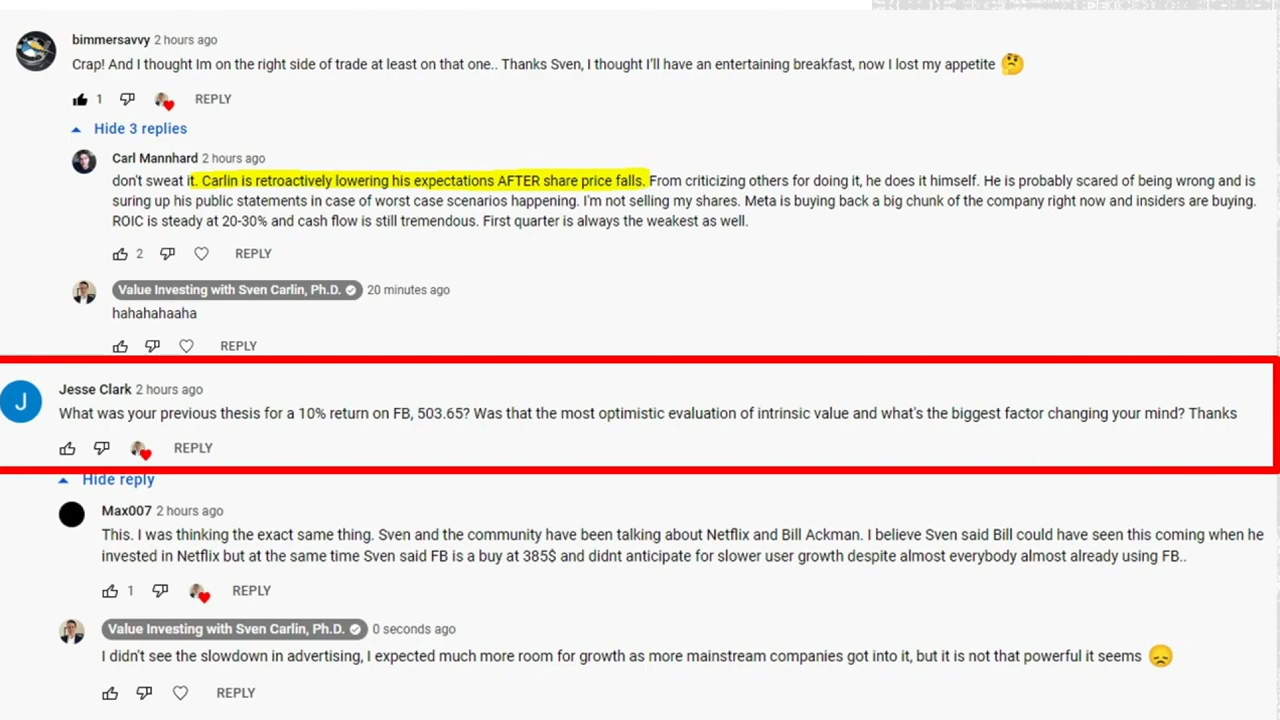 bimmersavvy 2 hours ago
Crap! And I thought Im on the right side of trade at least on that one.. Thanks Sven, I thought I'll have an entertaining breakfast, now I lost my appetite 🤔
1 REPLY
Hide 3 replies
Carl Mannhard 2 hours ago
don't sweat it. Carlin is retroactively lowering his expectations AFTER share price falls. From criticizing others for doing it, he does it himself. He is probably scared of being wrong and is
suring up his public statements in case of worst case scenarios happening. I'm not selling my shares. Meta is buying back a big chunk of the company right now and insiders are buying.
ROIC is steady at 20-30% and cash flow is still tremendous. First quarter is always the weakest as well.
2 REPLY
Value Investing with Sven Carlin, Ph.D. 20 minutes ago
hahahahaaha
REPLY
J
Jesse Clark 2 hours ago
What was your previous thesis for a 10% return on FB, 503.65? Was that the most optimistic evaluation of intrinsic value and what's the biggest factor changing your mind? Thanks
REPLY
Hide reply
Max007 2 hours ago
This. I was thinking the exact same thing. Sven and the community have been talking about Netflix and Bill Ackman. I believe Sven said Bill could have seen this coming when he
invested in Netflix but at the same time Sven said FB is a buy at 385$ and didnt anticipate for slower user growth despite almost everybody almost already using FB..
1 REPLY
Value Investing with Sven Carlin, Ph.D. 0 seconds ago
I didn't see the slowdown in advertising, I expected much more room for growth as more mainstream companies got into it, but it is not that powerful it seems 😞
REPLY